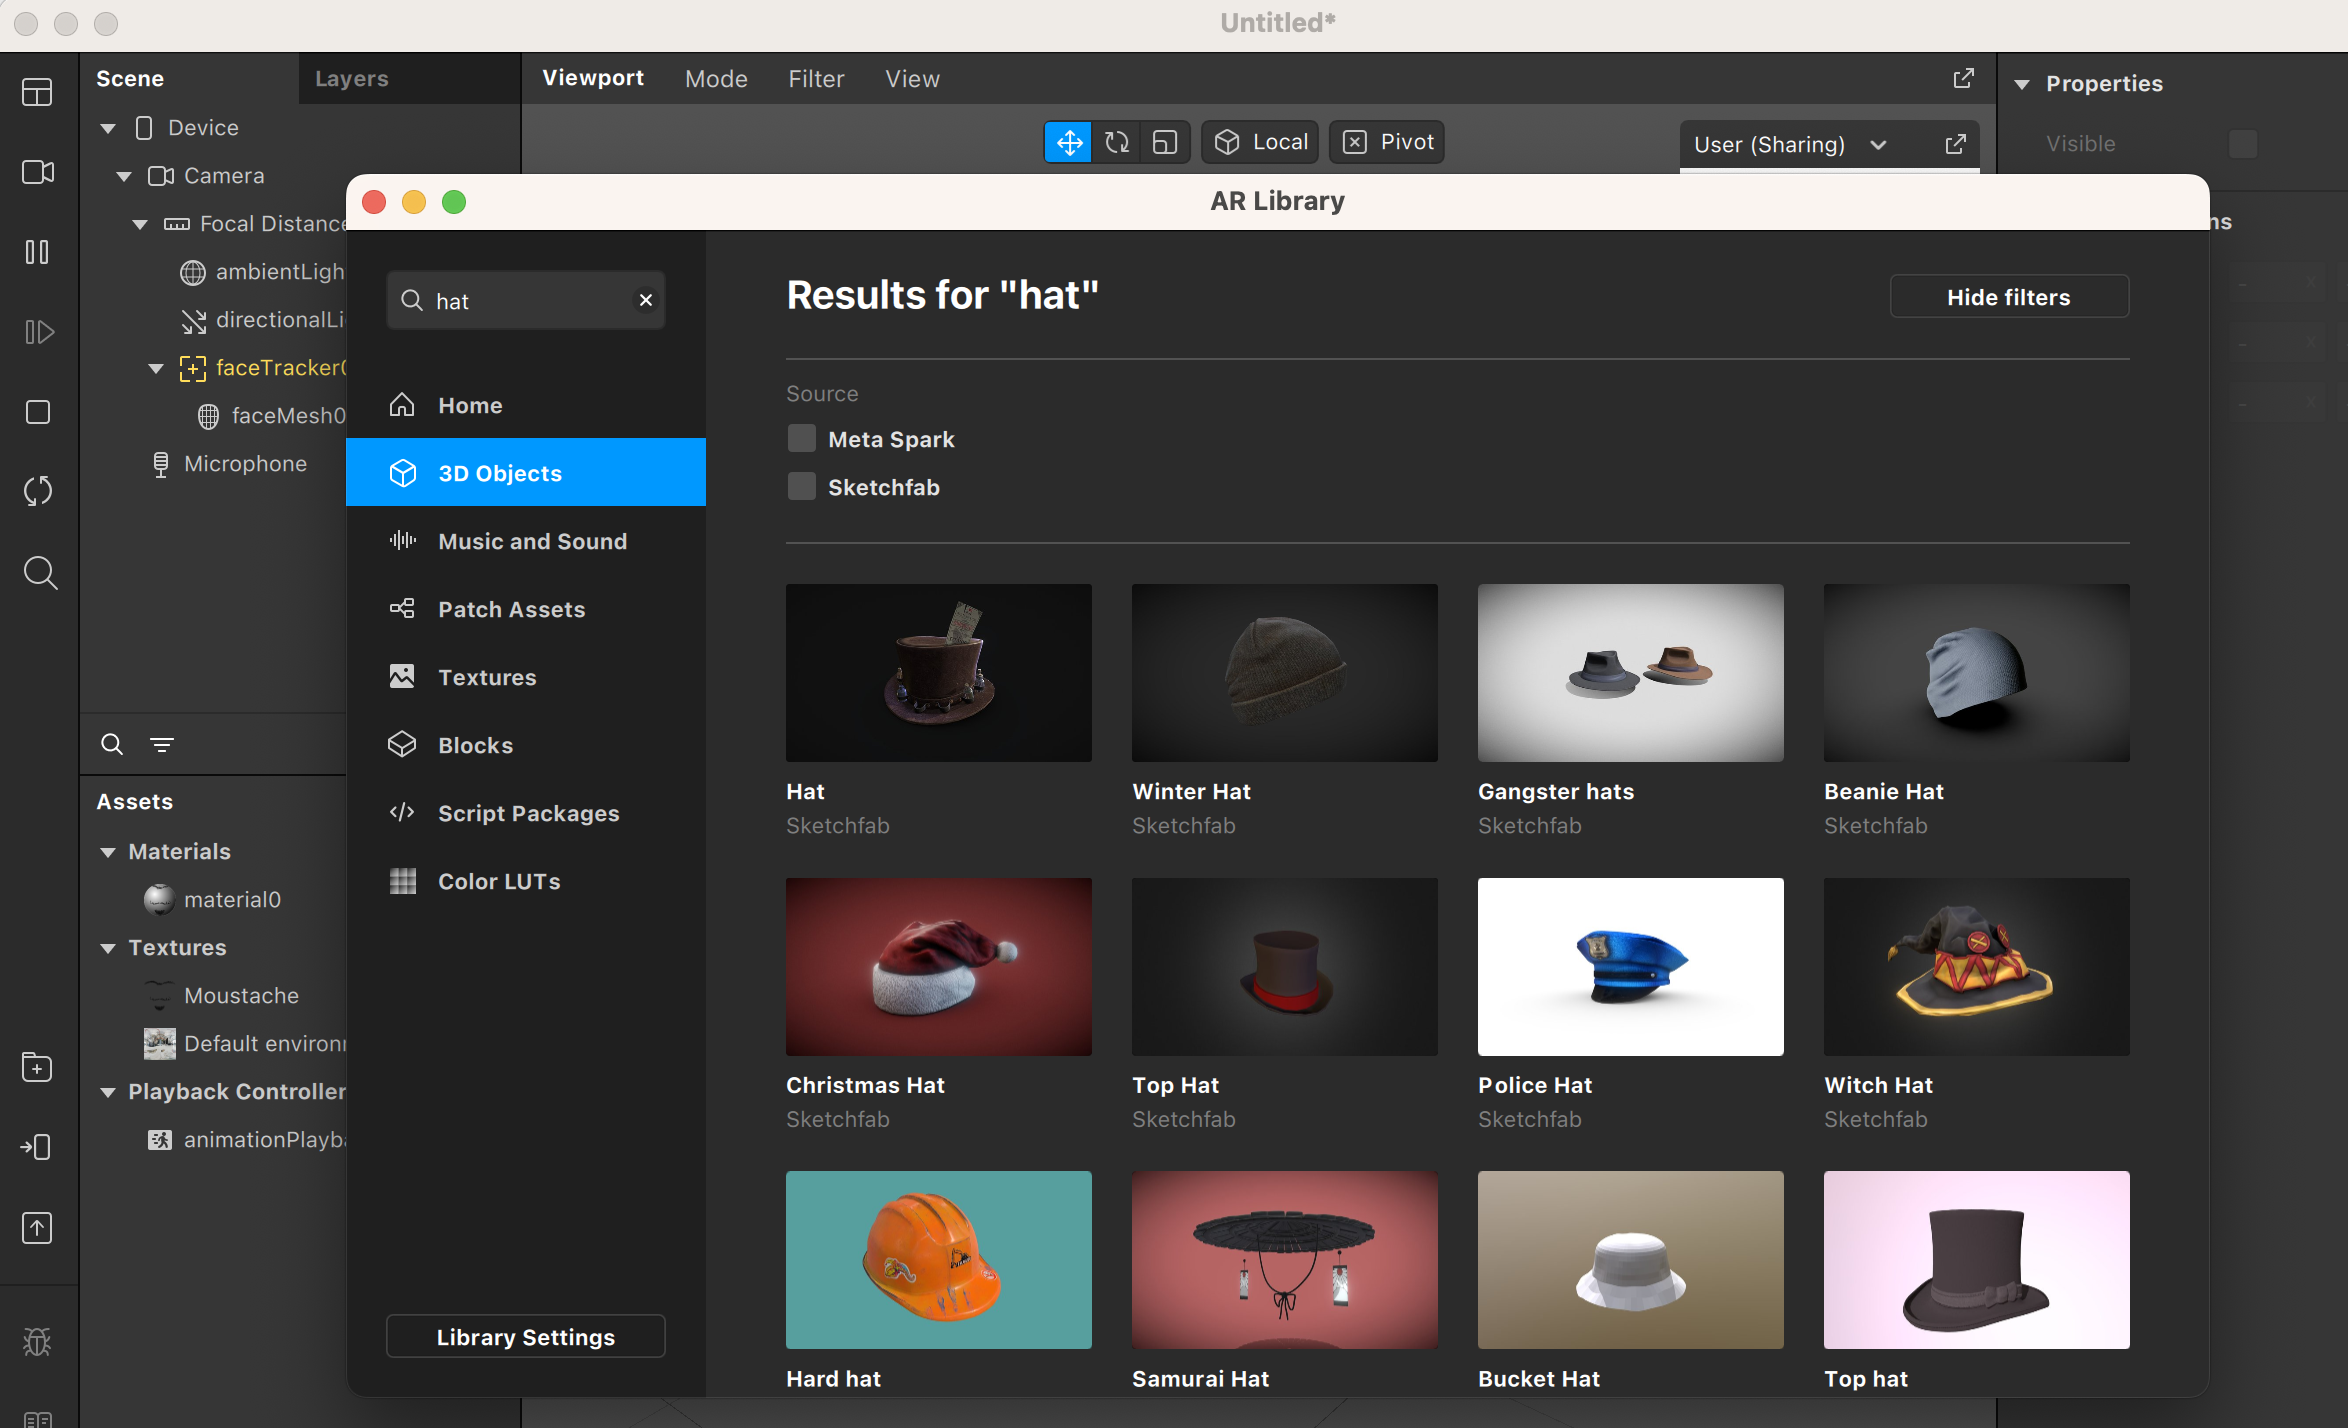 Untitled*
Scene
Layers
Viewport
Mode
Filter
View
Properties
Device
Camera
Focal Distance
ambientLigh
directionalLi
faceTracker0
faceMesh0
Microphone
Local
Pivot
User (Sharing)
Visible
ns
AR Library
hat
Home
3D Objects
Music and Sound
Patch Assets
Textures
Blocks
Script Packages
Color LUTs
Library Settings
Results for "hat"
Hide filters
Source
Meta Spark
Sketchfab
Hat
Sketchfab
Winter Hat
Sketchfab
Gangster hats
Sketchfab
Beanie Hat
Sketchfab
Christmas Hat
Sketchfab
Top Hat
Sketchfab
Police Hat
Sketchfab
Witch Hat
Sketchfab
Hard hat
Samurai Hat
Bucket Hat
Top hat
Assets
Materials
material0
Textures
Moustache
Default environ
Playback Controller
animationPlayba